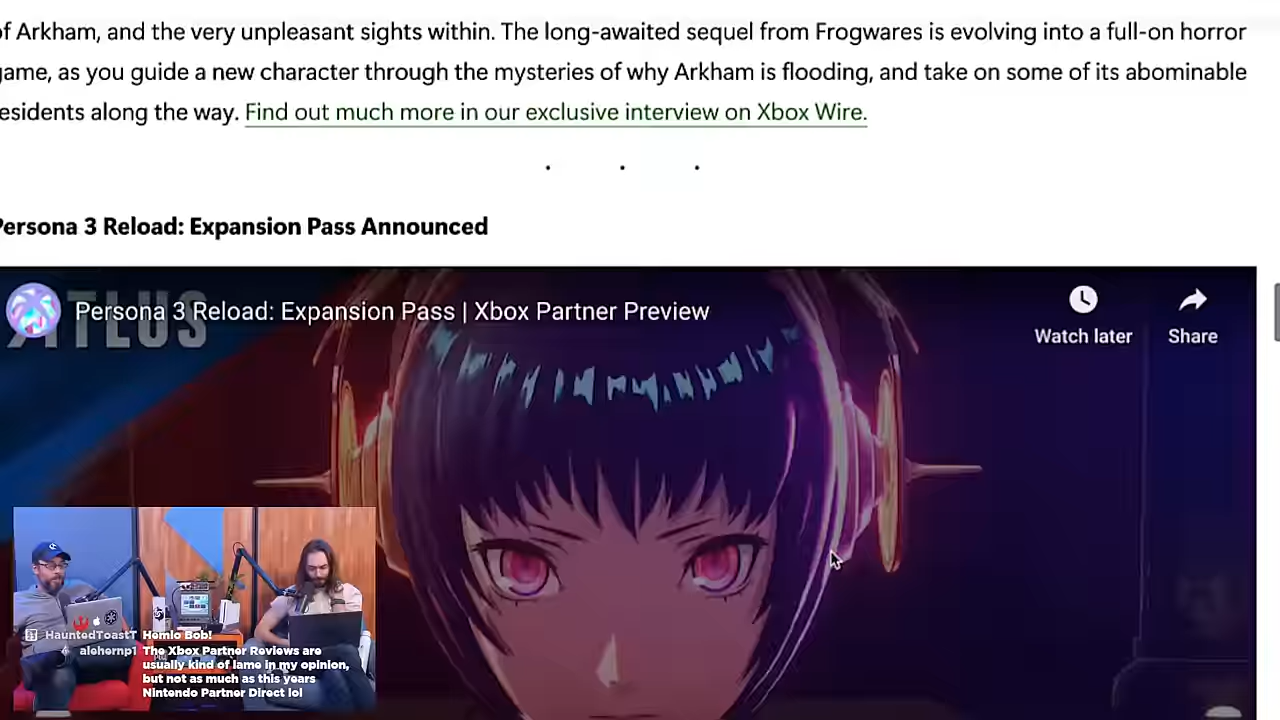 of Arkham, and the very unpleasant sights within. The long-awaited sequel from Frogwares is evolving into a full-on horror
game, as you guide a new character through the mysteries of why Arkham is flooding, and take on some of its abominable
residents along the way. Find out much more in our exclusive interview on Xbox Wire.
. . .
Persona 3 Reload: Expansion Pass Announced
ATLUS
Persona 3 Reload: Expansion Pass | Xbox Partner Preview
Watch later
Share
HauntedToastT Hemlo Bob!
alehernp1 The Xbox Partner Reviews are
usually kind of lame in my opinion,
but not as much as this years
Nintendo Partner Direct lol